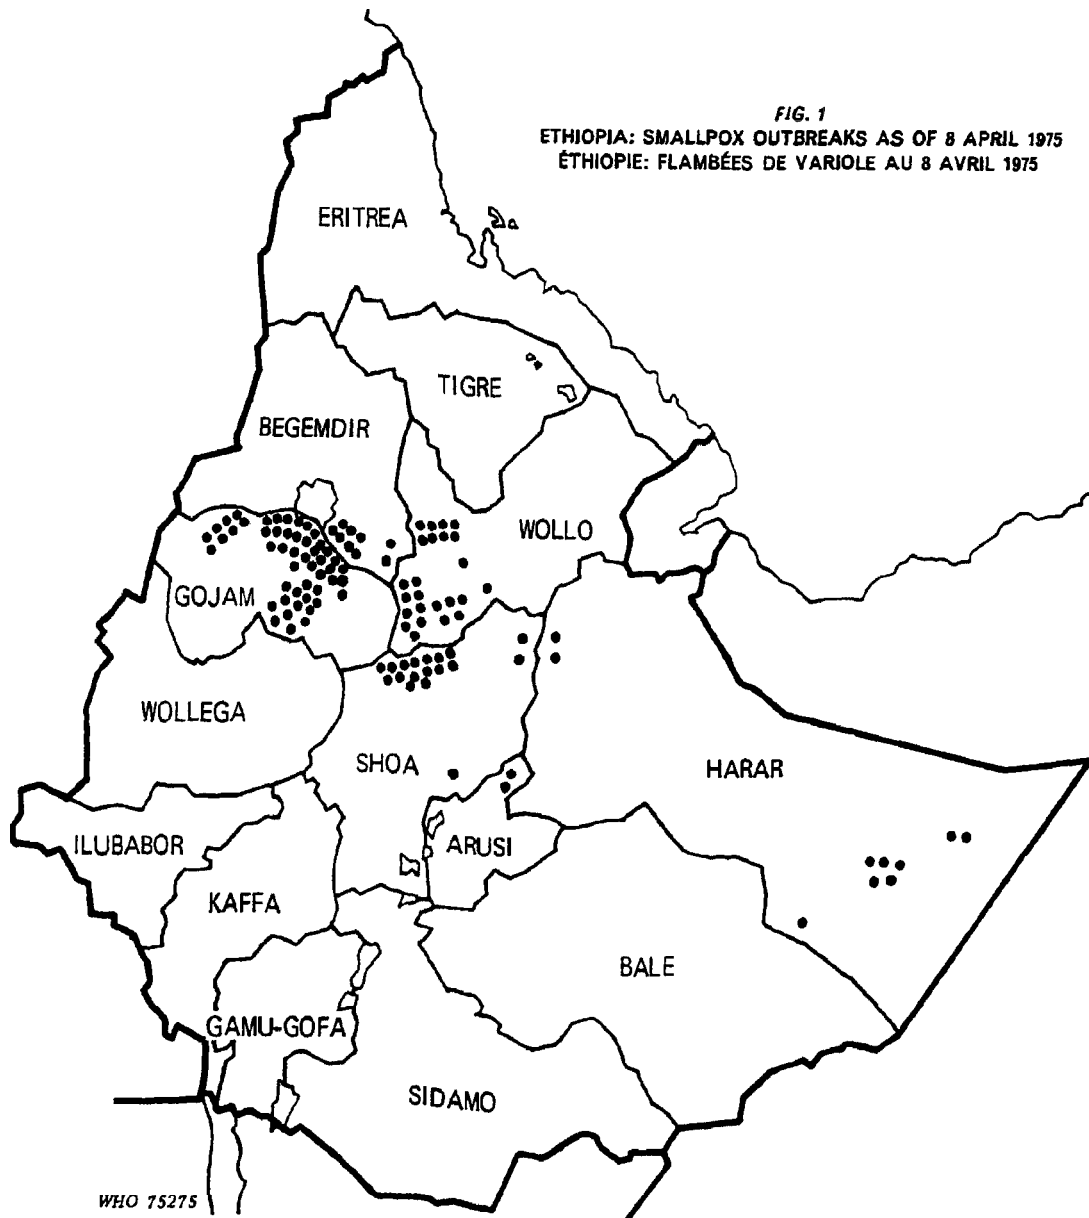 FIG. 1
ETHIOPIA: SMALLPOX OUTBREAKS AS OF 8 APRIL 1975
ÉTHIOPIE: FLAMBÉES DE VARIOLE AU 8 AVRIL 1975
ERITREA
TIGRE
BEGEMDIR
WOLLO
GOJAM
WOLLEGA
SHOA
HARAR
ILUBABOR
ARUSI
KAFFA
BALE
GAMU-GOFA
SIDAMO
WHO 75275